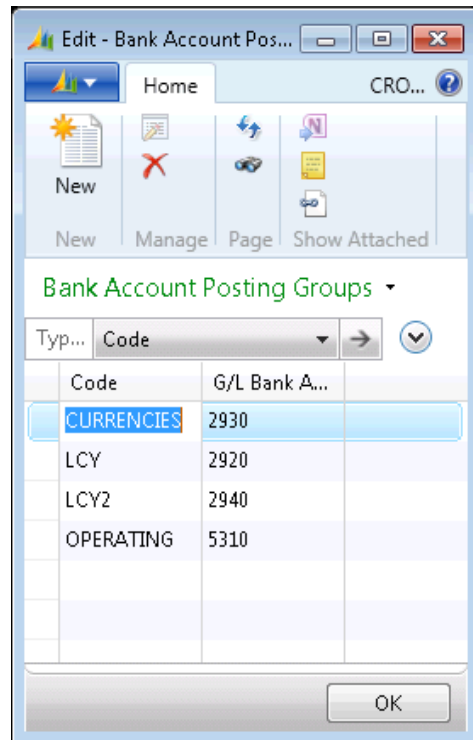 Edit - Bank Account Pos...
Home
CRO...
New
New
Manage
Page
Show Attached
Bank Account Posting Groups
Typ... Code
Code G/L Bank A...
CURRENCIES 2930
LCY 2920
LCY2 2940
OPERATING 5310
OK